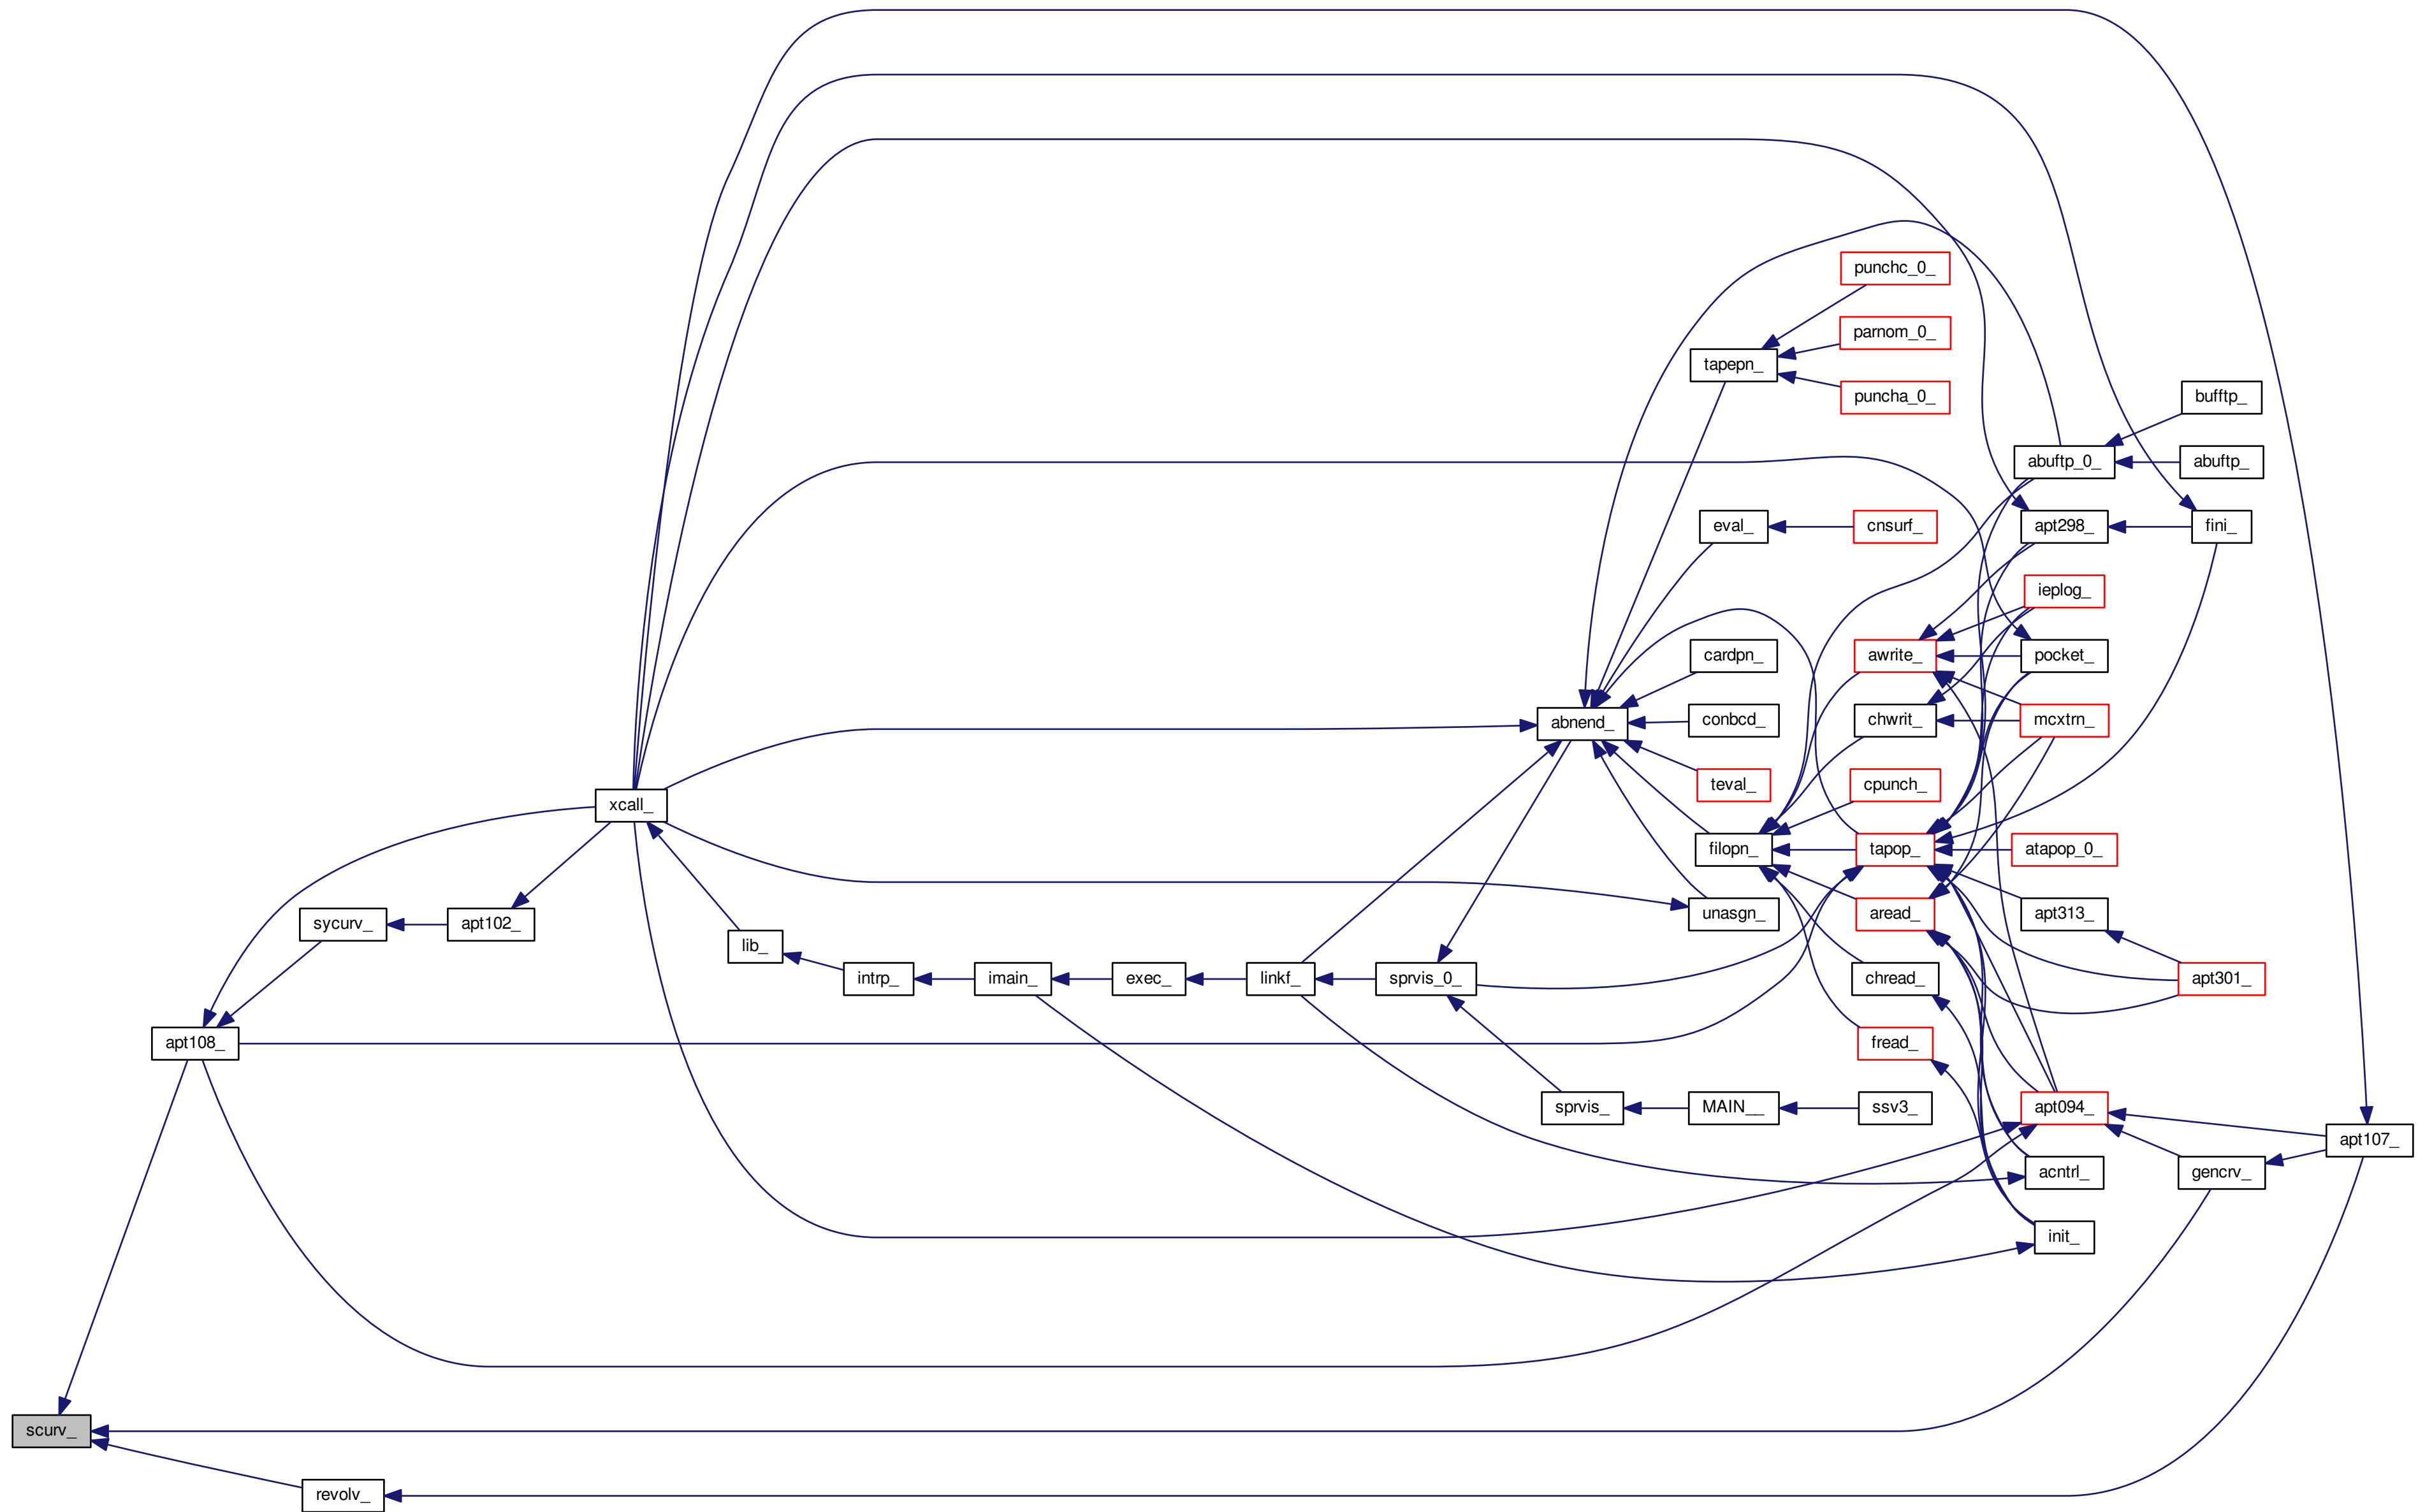 punchc_0_
parnom_0_
tapepn_
puncha_0_
bufftp_
abuftp_0_
abuftp_
eval_
cnsurf_
apt298_
fini_
ieplog_
cardpn_
awrite_
pocket_
abnend_
conbcd_
chwrit_
mcxtrn_
teval_
cpunch_
xcall_
filopn_
tapop_
atapop_0_
sycurv_
apt102_
unasgn_
aread_
apt313_
lib_
intrp_
imain_
exec_
linkf_
sprvis_0_
chread_
apt301_
apt108_
fread_
sprvis_
MAIN__
ssv3_
apt094_
apt107_
acntrl_
gencrv_
init_
scurv_
revolv_